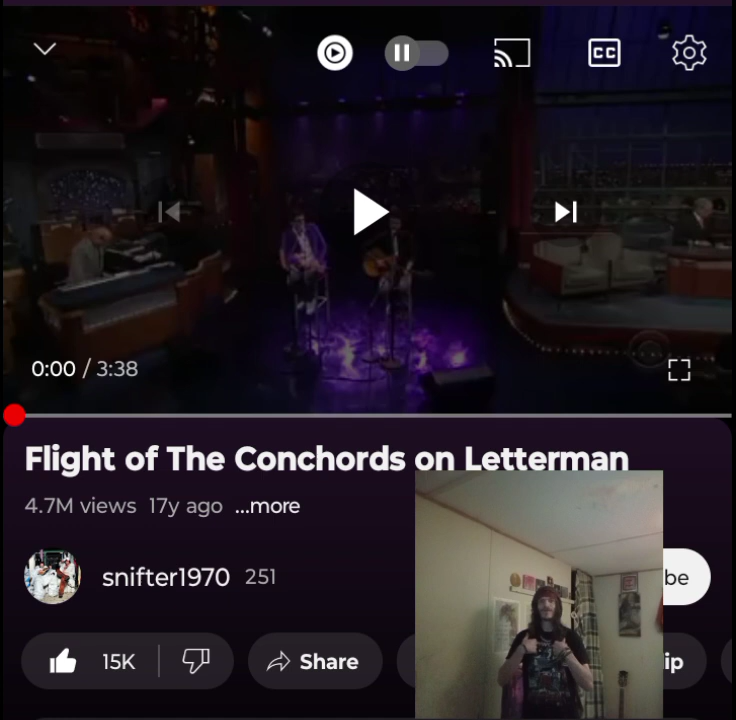 CC
0:00 / 3:38
Flight of The Conchords on Letterman
4.7M views 17y ago ...more
snifter1970 251
be
15K
Share
ip